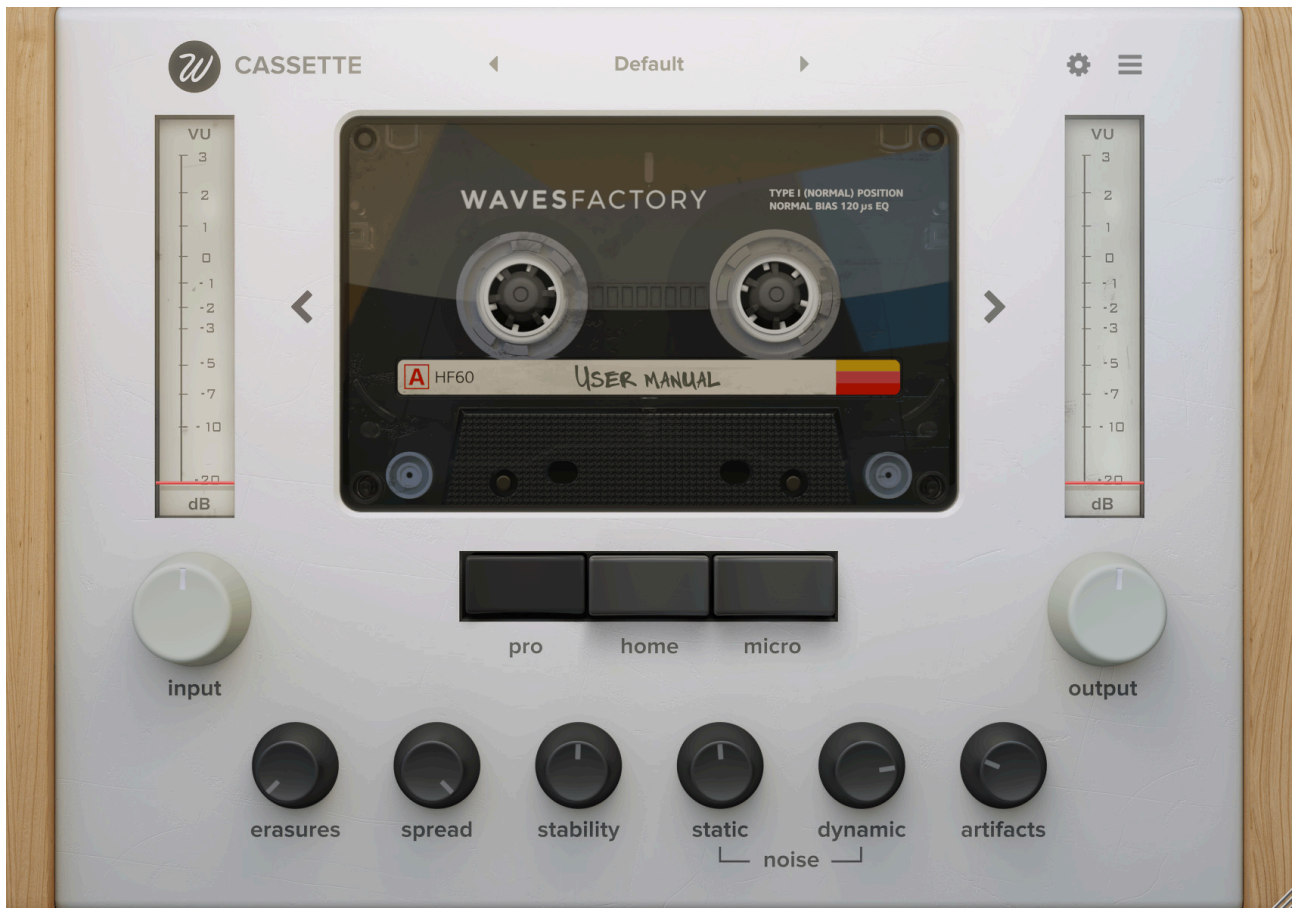 W CASSETTE
Default
WAVESFACTORY
TYPE I (NORMAL) POSITION
NORMAL BIAS 120 µs EQ
A HF60 USER MANUAL
VU
3
2
1
0
-1
-2
-3
-5
-7
-10
-20
dB
VU
3
2
1
0
-1
-2
-3
-5
-7
-10
-20
dB
pro home micro
input
output
erasures spread stability static dynamic artifacts
noise